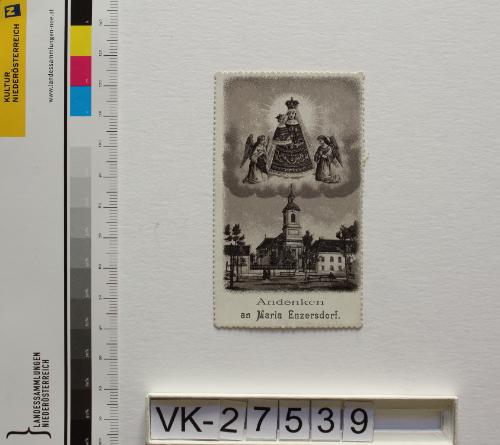 KULTUR
NIEDERÖSTERREICH
N
www.landessammlungen-noe.at
LANDESSAMMLUNGEN
NIEDERÖSTERREICH
Andenken
an Maria Enzersdorf.
VK-27539